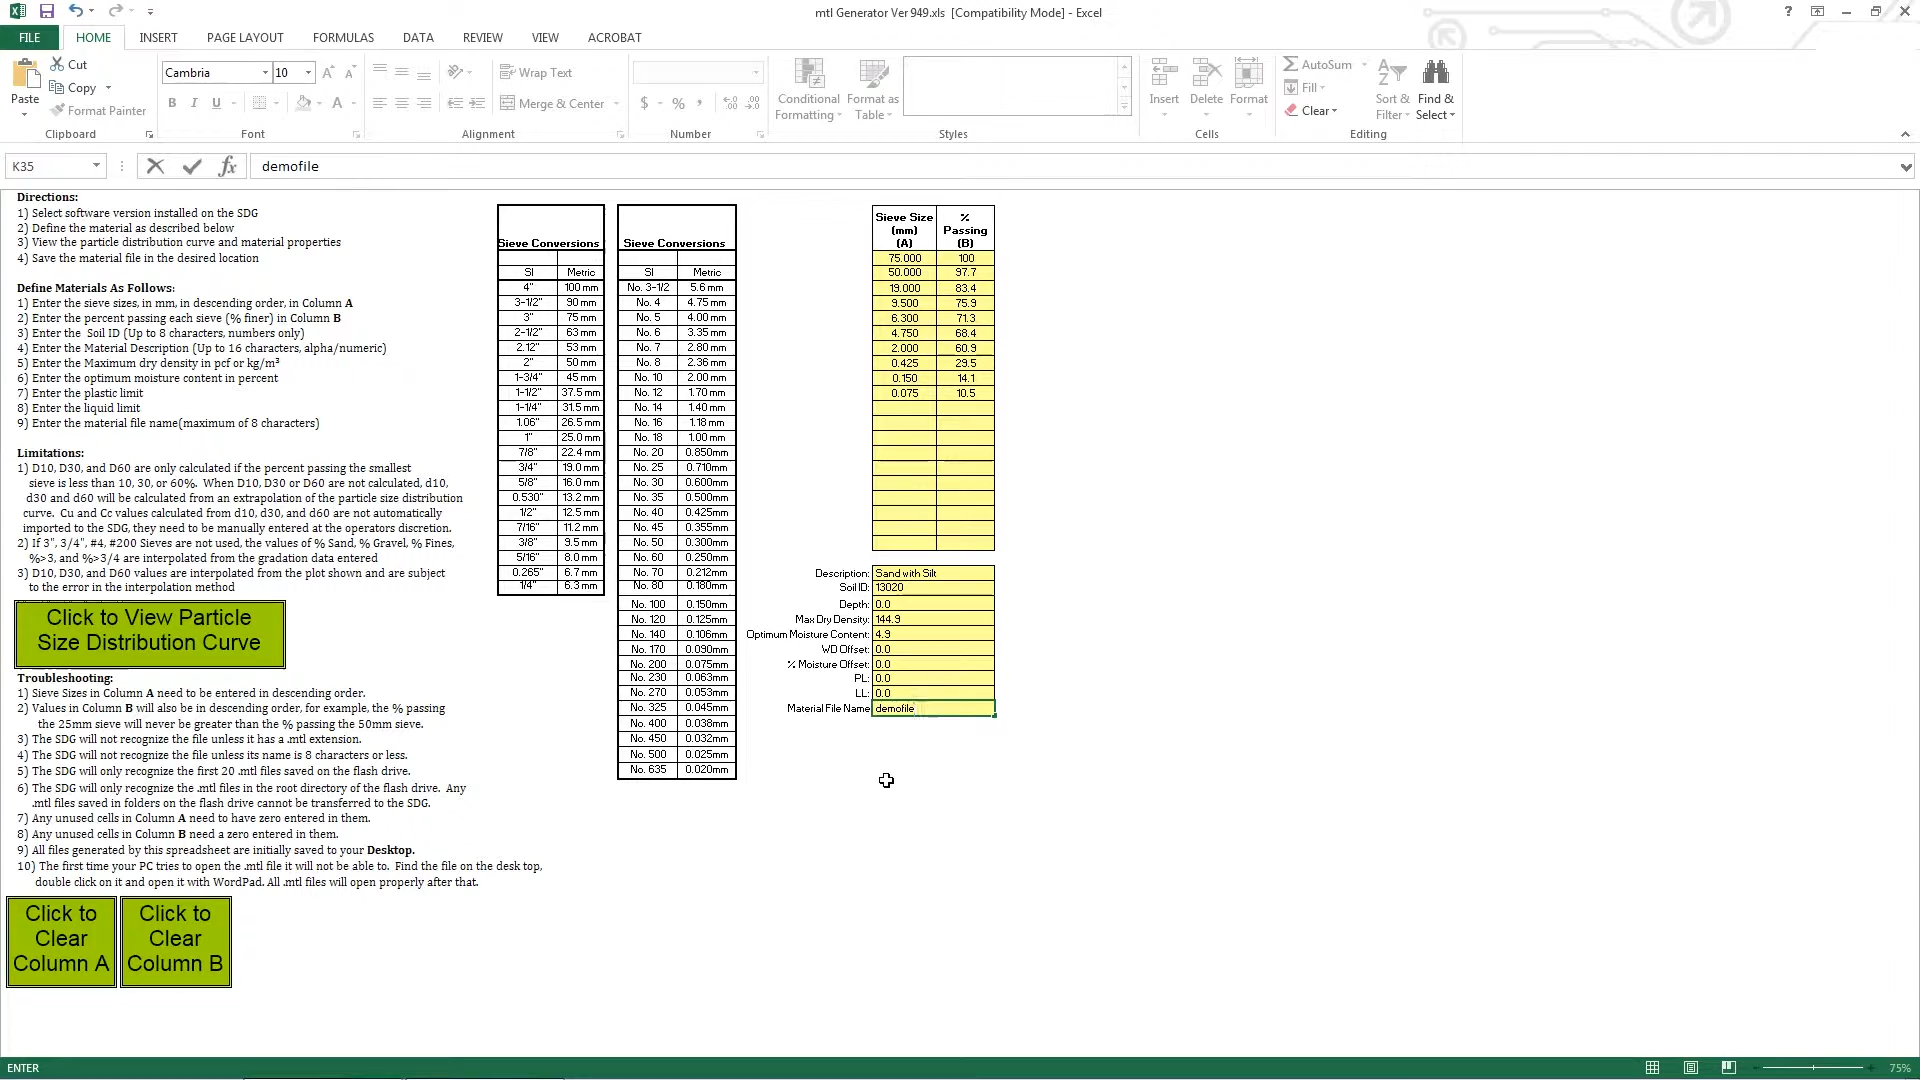 mtl Generator Ver 949.xls [Compatibility Mode] - Excel
FILE HOME INSERT PAGE LAYOUT FORMULAS DATA REVIEW VIEW ACROBAT
Paste
Cut
Copy
Format Painter
Clipboard
Cambria 10
B I U
Font
Wrap Text
Merge & Center
Alignment
$ % ,
Number
Conditional Formatting
Format as Table
Styles
Insert Delete Format
Cells
AutoSum
Fill
Clear
Sort & Filter
Find & Select
Editing
K35 fx demofile
Directions:
1) Select software version installed on the SDG
2) Define the material as described below
3) View the particle distribution curve and material properties
4) Save the material file in the desired location
Define Materials As Follows:
1) Enter the sieve sizes, in mm, in descending order, in Column A
2) Enter the percent passing each sieve (% finer) in Column B
3) Enter the Soil ID (Up to 8 characters, numbers only)
4) Enter the Material Description (Up to 16 characters, alpha/numeric)
5) Enter the Maximum dry density in pcf or kg/m³
6) Enter the optimum moisture content in percent
7) Enter the plastic limit
8) Enter the liquid limit
9) Enter the material file name(maximum of 8 characters)
Limitations:
1) D10, D30, and D60 are only calculated if the percent passing the smallest
sieve is less than 10, 30, or 60%. When D10, D30 or D60 are not calculated, d10,
d30 and d60 will be calculated from an extrapolation of the particle size distribution
curve. Cu and Cc values calculated from d10, d30, and d60 are not automatically
imported to the SDG, they need to be manually entered at the operators discretion.
2) If 3", 3/4", #4, #200 Sieves are not used, the values of % Sand, % Gravel, % Fines,
%>3, and %>3/4 are interpolated from the gradation data entered
3) D10, D30, and D60 values are interpolated from the plot shown and are subject
to the error in the interpolation method
Click to View Particle
Size Distribution Curve
Troubleshooting:
1) Sieve Sizes in Column A need to be entered in descending order.
2) Values in Column B will also be in descending order, for example, the % passing
the 25mm sieve will never be greater than the % passing the 50mm sieve.
3) The SDG will not recognize the file unless it has a .mtl extension.
4) The SDG will not recognize the file unless its name is 8 characters or less.
5) The SDG will only recognize the first 20 .mtl files saved on the flash drive.
6) The SDG will only recognize the .mtl files in the root directory of the flash drive. Any
.mtl files saved in folders on the flash drive cannot be transferred to the SDG.
7) Any unused cells in Column A need to have zero entered in them.
8) Any unused cells in Column B need a zero entered in them.
9) All files generated by this spreadsheet are initially saved to your Desktop.
10) The first time your PC tries to open the .mtl file it will not be able to. Find the file on the desk top,
double click on it and open it with WordPad. All .mtl files will open properly after that.
Click to
Clear
Column A
Click to
Clear
Column B
Sieve Conversions
SI Metric
4" 100 mm
3-1/2" 90 mm
3" 75 mm
2-1/2" 63 mm
2.12" 53 mm
2" 50 mm
1-3/4" 45 mm
1-1/2" 37.5 mm
1-1/4" 31.5 mm
1.06" 26.5 mm
1" 25.0 mm
7/8" 22.4 mm
3/4" 19.0 mm
5/8" 16.0 mm
0.530" 13.2 mm
1/2" 12.5 mm
7/16" 11.2 mm
3/8" 9.5 mm
5/16" 8.0 mm
0.265" 6.7 mm
1/4" 6.3 mm
Sieve Conversions
SI Metric
No. 3-1/2 5.6 mm
No. 4 4.75 mm
No. 5 4.00 mm
No. 6 3.35 mm
No. 7 2.80 mm
No. 8 2.36 mm
No. 10 2.00 mm
No. 12 1.70 mm
No. 14 1.40 mm
No. 16 1.18 mm
No. 18 1.00 mm
No. 20 0.850mm
No. 25 0.710mm
No. 30 0.600mm
No. 35 0.500mm
No. 40 0.425mm
No. 45 0.355mm
No. 50 0.300mm
No. 60 0.250mm
No. 70 0.212mm
No. 80 0.180mm
No. 100 0.150mm
No. 120 0.125mm
No. 140 0.106mm
No. 170 0.090mm
No. 200 0.075mm
No. 230 0.063mm
No. 270 0.053mm
No. 325 0.045mm
No. 400 0.038mm
No. 450 0.032mm
No. 500 0.025mm
No. 635 0.020mm
Sieve Size (mm) (A) % Passing (B)
75.000 100
50.000 97.7
19.000 83.4
9.500 75.9
6.300 71.3
4.750 68.4
2.000 60.9
0.425 29.5
0.150 14.1
0.075 10.5
Description: Sand with Silt
Soil ID: 13020
Depth: 0.0
Max Dry Density: 144.9
Optimum Moisture Content: 4.9
WD Offset: 0.0
% Moisture Offset: 0.0
PL: 0.0
LL: 0.0
Material File Name demofile
ENTER
75%